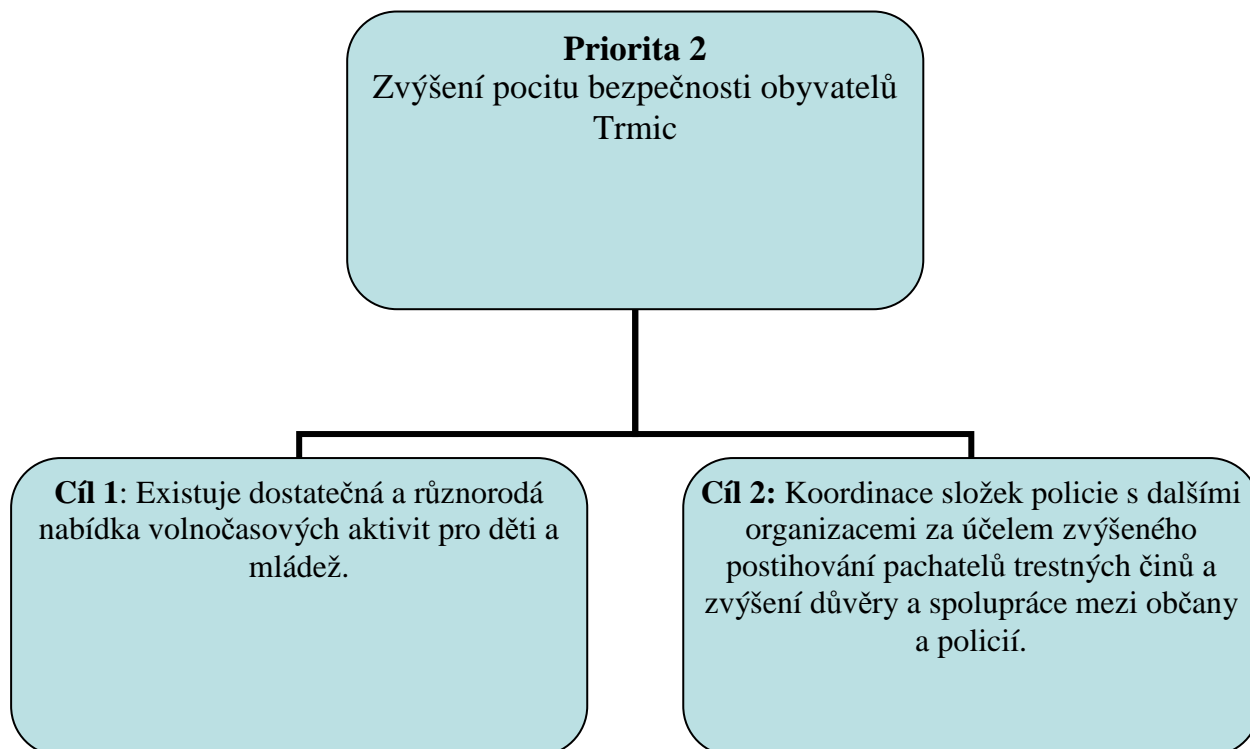 Priorita 2
Zvýšení pocitu bezpečnosti obyvatelů
Trmic
Cíl 1: Existuje dostatečná a různorodá
nabídka volnočasových aktivit pro děti a
mládež.
Cíl 2: Koordinace složek policie s dalšími
organizacemi za účelem zvýšeného
postihování pachatelů trestných činů a
zvýšení důvěry a spolupráce mezi občany
a policií.